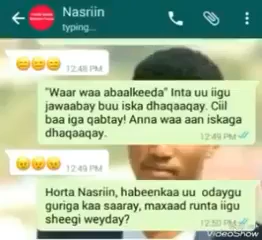 Nasriin
typing...
12:48 PM
"Waar waa abaalkeeda" Inta uu iigu
jawaabay buu iska dhaqaaqay. Ciil
baa iga qabtay! Anna waa aan iskaga
dhaqaaqay.
12:49 PM
12:49 PM
Horta Nasriin, habeenkaa uu odaygu
guriga kaa saaray, maxaad runta iigu
sheegi weyday?
12:50 PM
VideoShow